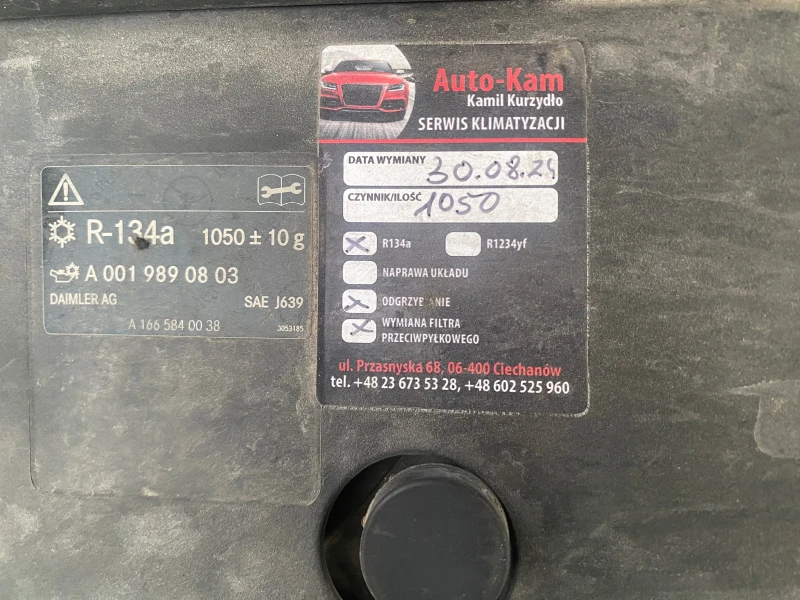 R-134a 1050 ± 10 g
A 001 989 08 03
DAIMLER AG SAE J639
A 166 584 00 38 3053185
Auto-Kam
Kamil Kurzydło
SERWIS KLIMATYZACJI
DATA WYMIANY 30.08.24
CZYNNIK/ILOŚĆ 1050
X R134a R1234yf
NAPRAWA UKŁADU
X ODGRZYBIANIE
X WYMIANA FILTRA
PRZECIWPYŁKOWEGO
ul. Przasnyska 68, 06-400 Ciechanów
tel. +48 23 673 53 28, +48 602 525 960